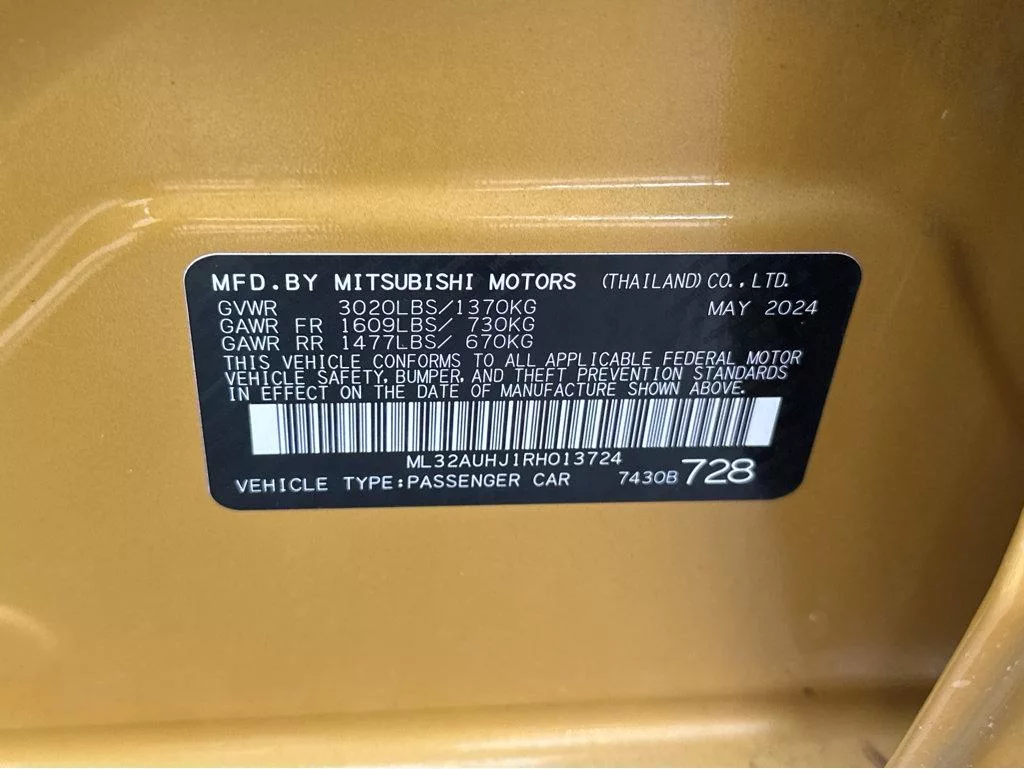 MFD.BY MITSUBISHI MOTORS (THAILAND) CO., LTD.
GVWR 3020LBS/1370KG MAY 2024
GAWR FR 1609LBS/ 730KG
GAWR RR 1477LBS/ 670KG
THIS VEHICLE CONFORMS TO ALL APPLICABLE FEDERAL MOTOR
VEHICLE SAFETY, BUMPER, AND THEFT PREVENTION STANDARDS
IN EFFECT ON THE DATE OF MANUFACTURE SHOWN ABOVE.
ML32AUHJ1RH013724
VEHICLE TYPE:PASSENGER CAR 7430B 728